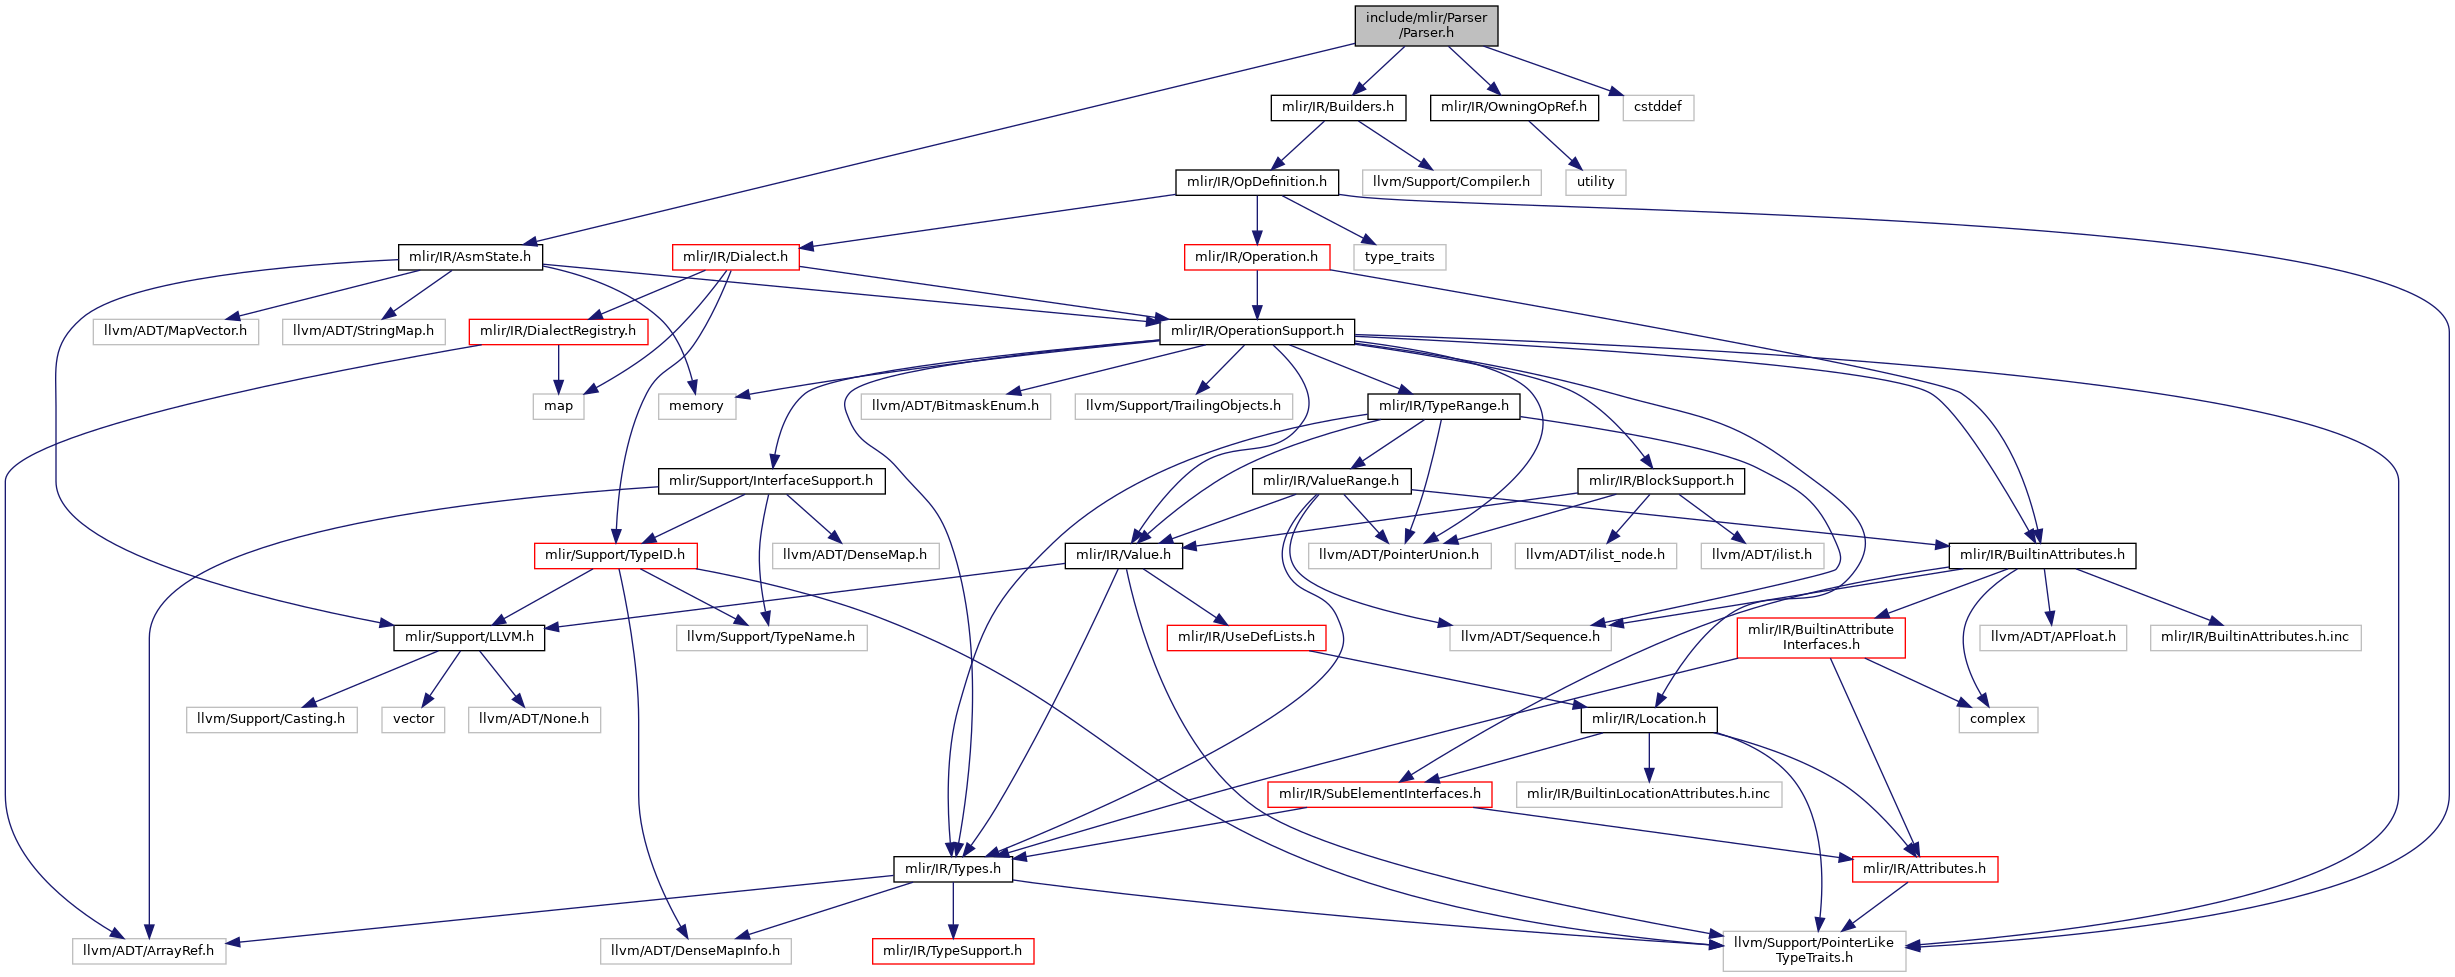 include/mlir/Parser
/Parser.h
mlir/IR/Builders.h
mlir/IR/OwningOpRef.h
cstddef
mlir/IR/OpDefinition.h
llvm/Support/Compiler.h
utility
mlir/IR/AsmState.h
mlir/IR/Dialect.h
mlir/IR/Operation.h
type_traits
llvm/ADT/MapVector.h
llvm/ADT/StringMap.h
mlir/IR/DialectRegistry.h
mlir/IR/OperationSupport.h
map
memory
llvm/ADT/BitmaskEnum.h
llvm/Support/TrailingObjects.h
mlir/IR/TypeRange.h
mlir/Support/InterfaceSupport.h
mlir/IR/ValueRange.h
mlir/IR/BlockSupport.h
mlir/Support/TypeID.h
llvm/ADT/DenseMap.h
mlir/IR/Value.h
llvm/ADT/PointerUnion.h
llvm/ADT/ilist_node.h
llvm/ADT/ilist.h
mlir/IR/BuiltinAttributes.h
mlir/Support/LLVM.h
llvm/Support/TypeName.h
mlir/IR/UseDefLists.h
llvm/ADT/Sequence.h
mlir/IR/BuiltinAttribute
Interfaces.h
llvm/ADT/APFloat.h
mlir/IR/BuiltinAttributes.h.inc
llvm/Support/Casting.h
vector
llvm/ADT/None.h
mlir/IR/Location.h
complex
mlir/IR/SubElementInterfaces.h
mlir/IR/BuiltinLocationAttributes.h.inc
mlir/IR/Types.h
mlir/IR/Attributes.h
llvm/ADT/ArrayRef.h
llvm/ADT/DenseMapInfo.h
mlir/IR/TypeSupport.h
llvm/Support/PointerLike
TypeTraits.h